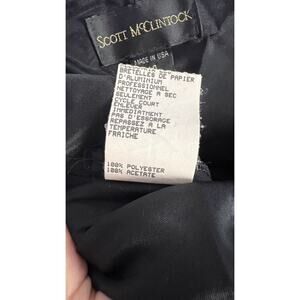 SCOTT McCLINTOCK
MADE IN USA
BRETELLES DE PAPIER
D'ALUMINIUM
PROFESSIONNEL
NETTOYAGE A SEC
SEULEMENT
CYCLE COURT
ENLEVER
IMMEDIATEMENT
PAS D'ESSORAGE
REPASSEZ A LA
TEMPERATURE
FRAICHE
100% POLYESTER
100% ACETATE